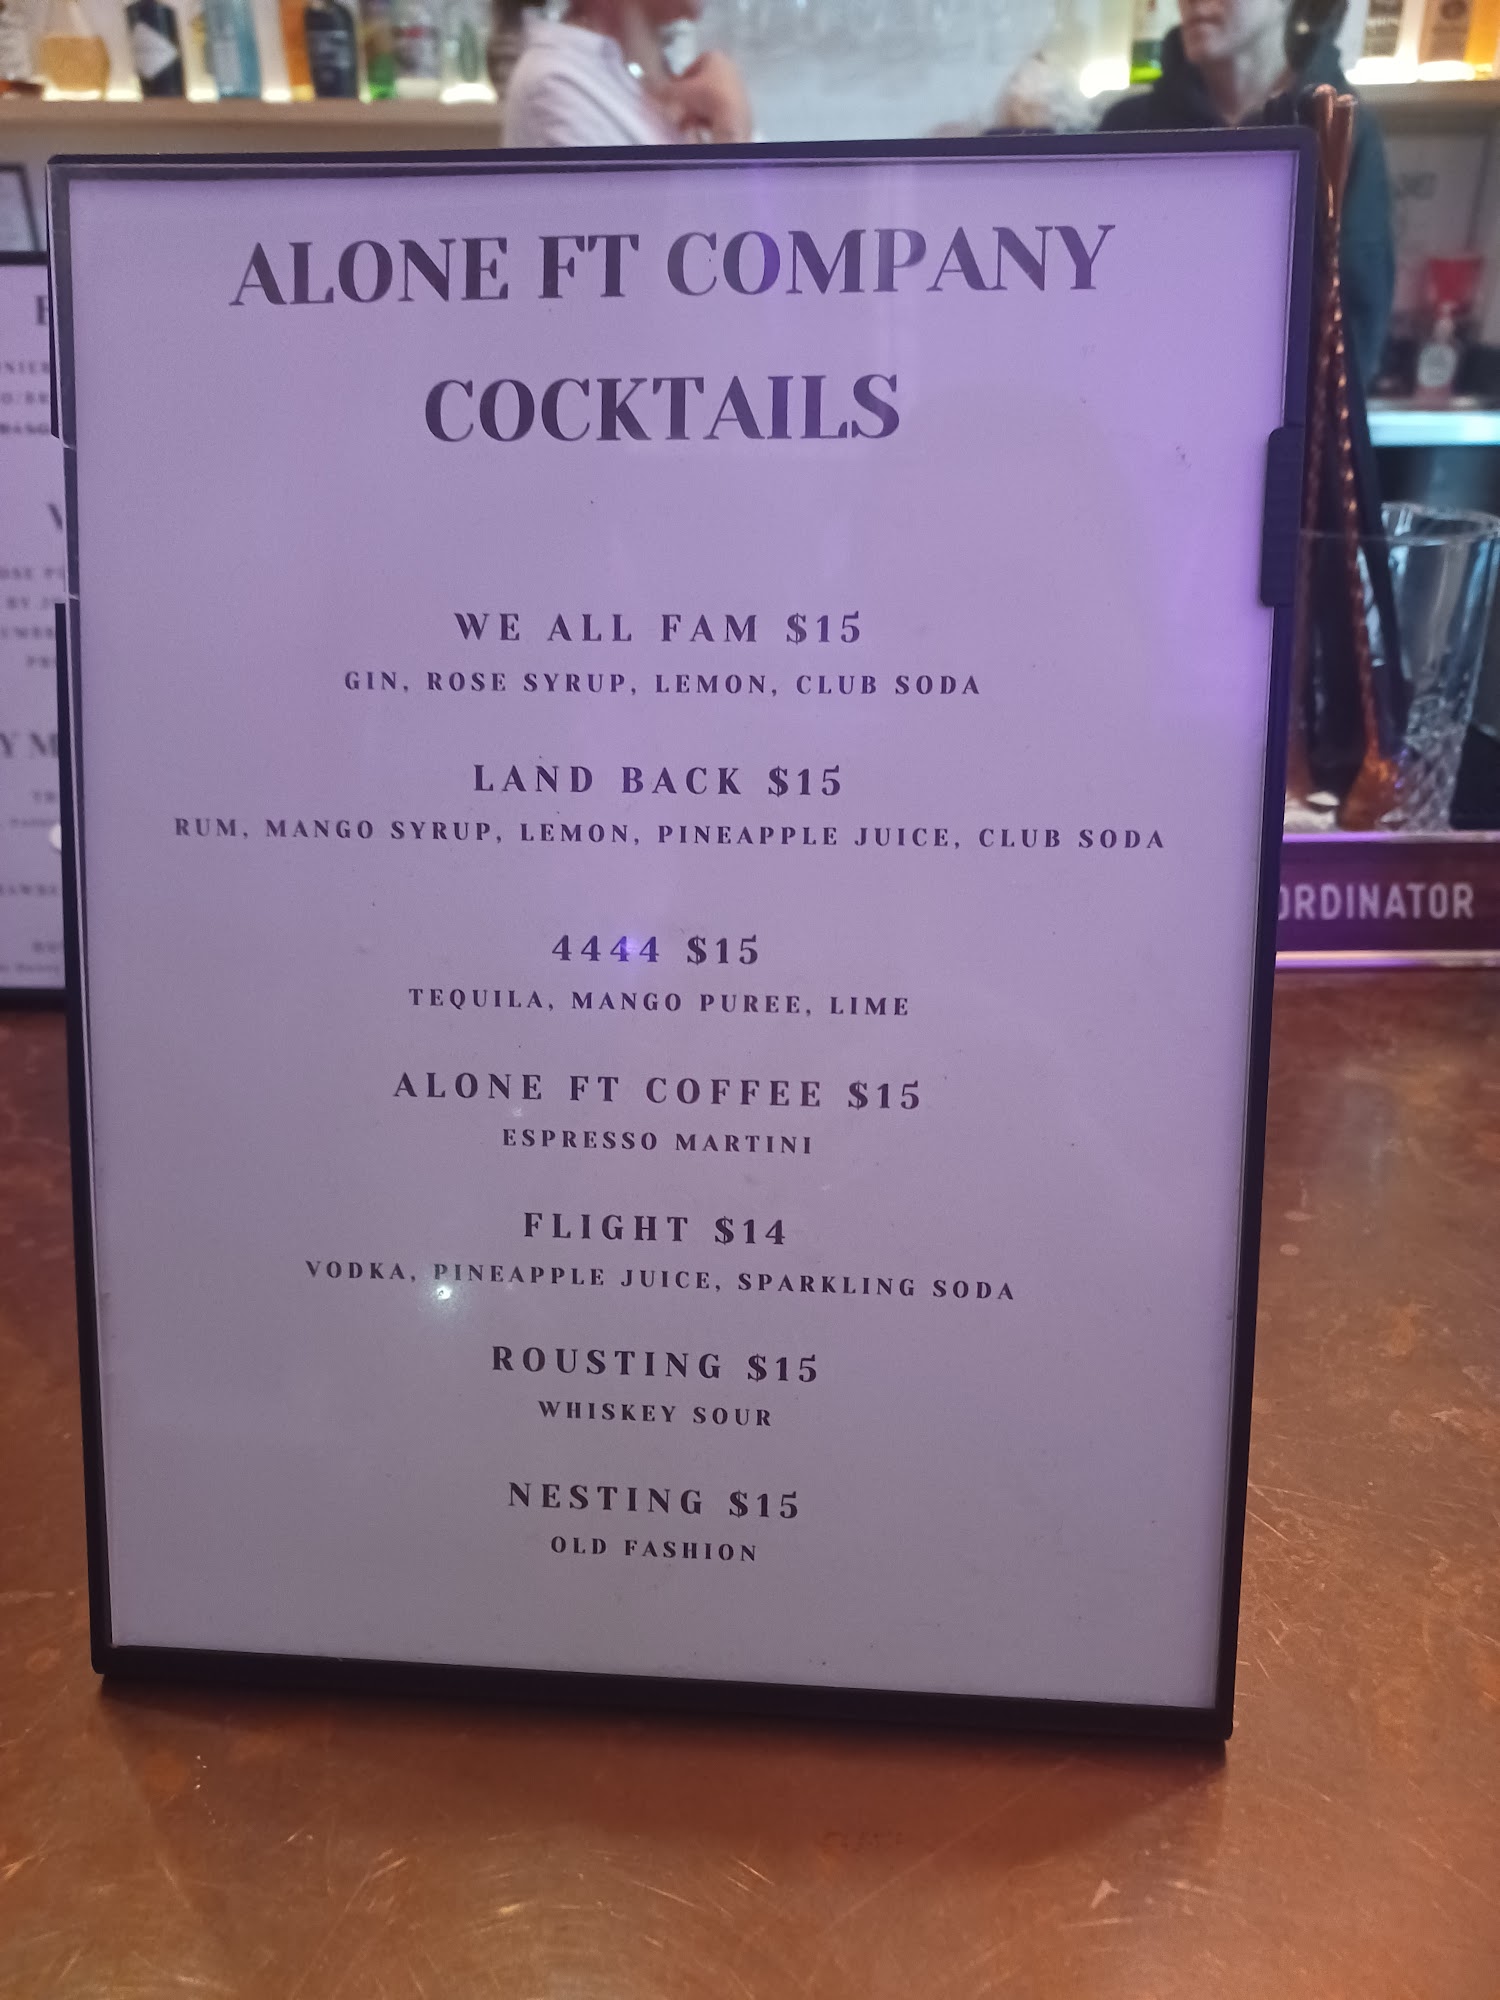 ALONE FT COMPANY
COCKTAILS
WE ALL FAM $15
GIN, ROSE SYRUP, LEMON, CLUB SODA
LAND BACK $15
RUM, MANGO SYRUP, LEMON, PINEAPPLE JUICE, CLUB SODA
4444 $15
TEQUILA, MANGO PUREE, LIME
ALONE FT COFFEE $15
ESPRESSO MARTINI
FLIGHT $14
VODKA, PINEAPPLE JUICE, SPARKLING SODA
ROUSTING $15
WHISKEY SOUR
NESTING $15
OLD FASHION
ORDINATOR